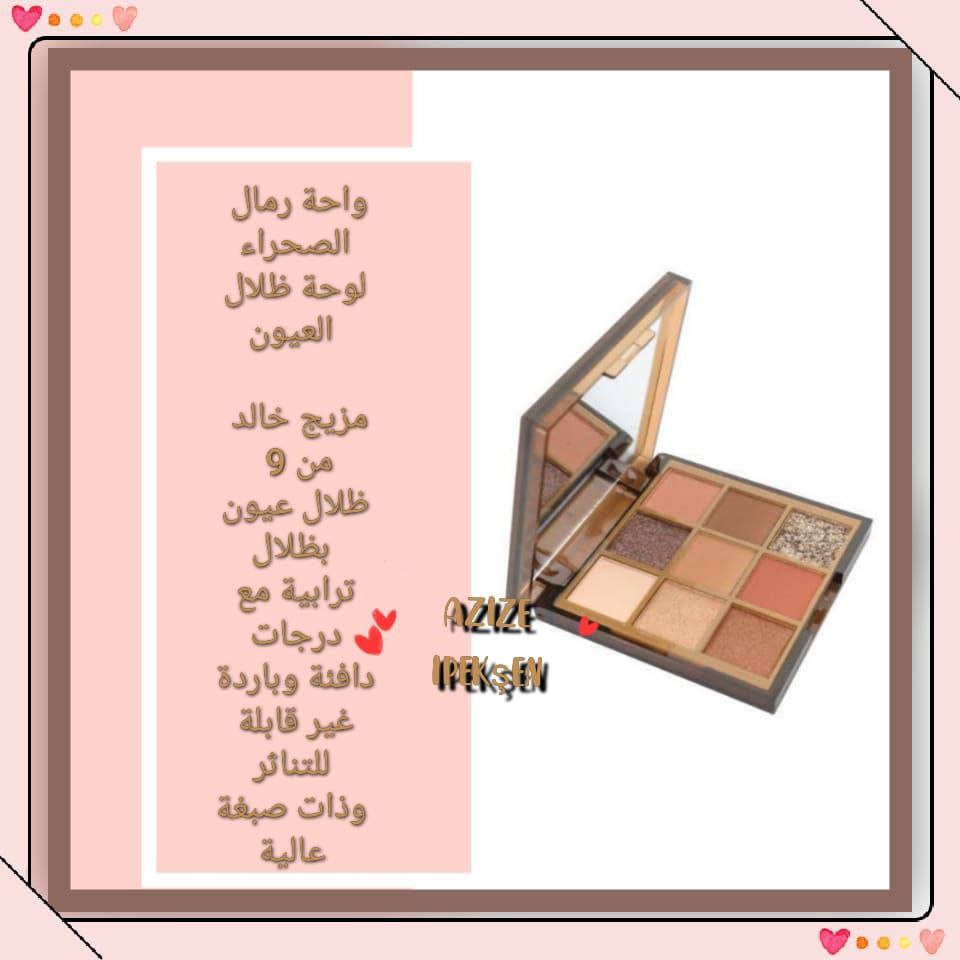 واحة رمال
الصحراء
لوحة ظلال
العيون
مزيج خالد
من 9
ظلال عيون
بظلال
ترابية مع
درجات
دافئة وباردة
غير قابلة
للتناثر
وذات صبغة
عالية
AZIZE
IPEKŞEN